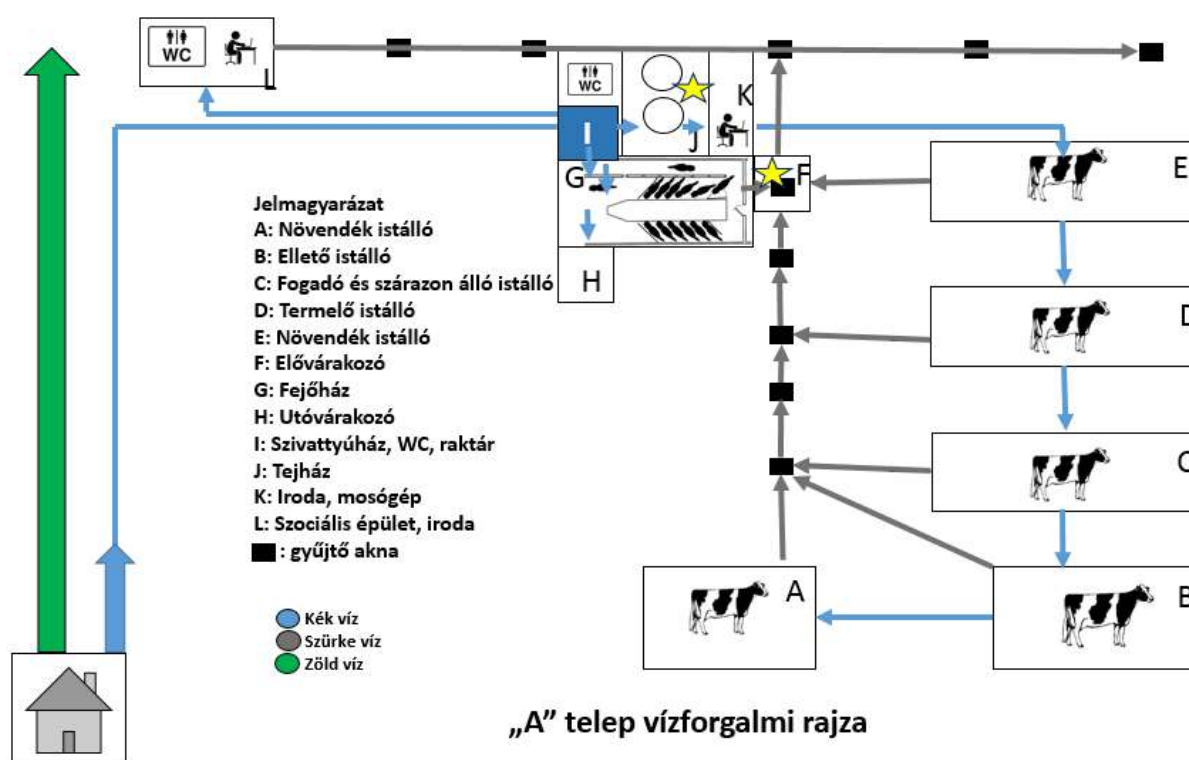 WC
L
WC
K
I
J
G
F
E
H
D
C
A
B
Jelmagyarázat
A: Növendék istálló
B: Ellető istálló
C: Fogadó és szárazon álló istálló
D: Termelő istálló
E: Növendék istálló
F: Elővárakozó
G: Fejőház
H: Utóvárakozó
I: Szivattyúház, WC, raktár
J: Tejház
K: Iroda, mosógép
L: Szociális épület, iroda
: gyűjtő akna
Kék víz
Szürke víz
Zöld víz
„A” telep vízforgalmi rajza